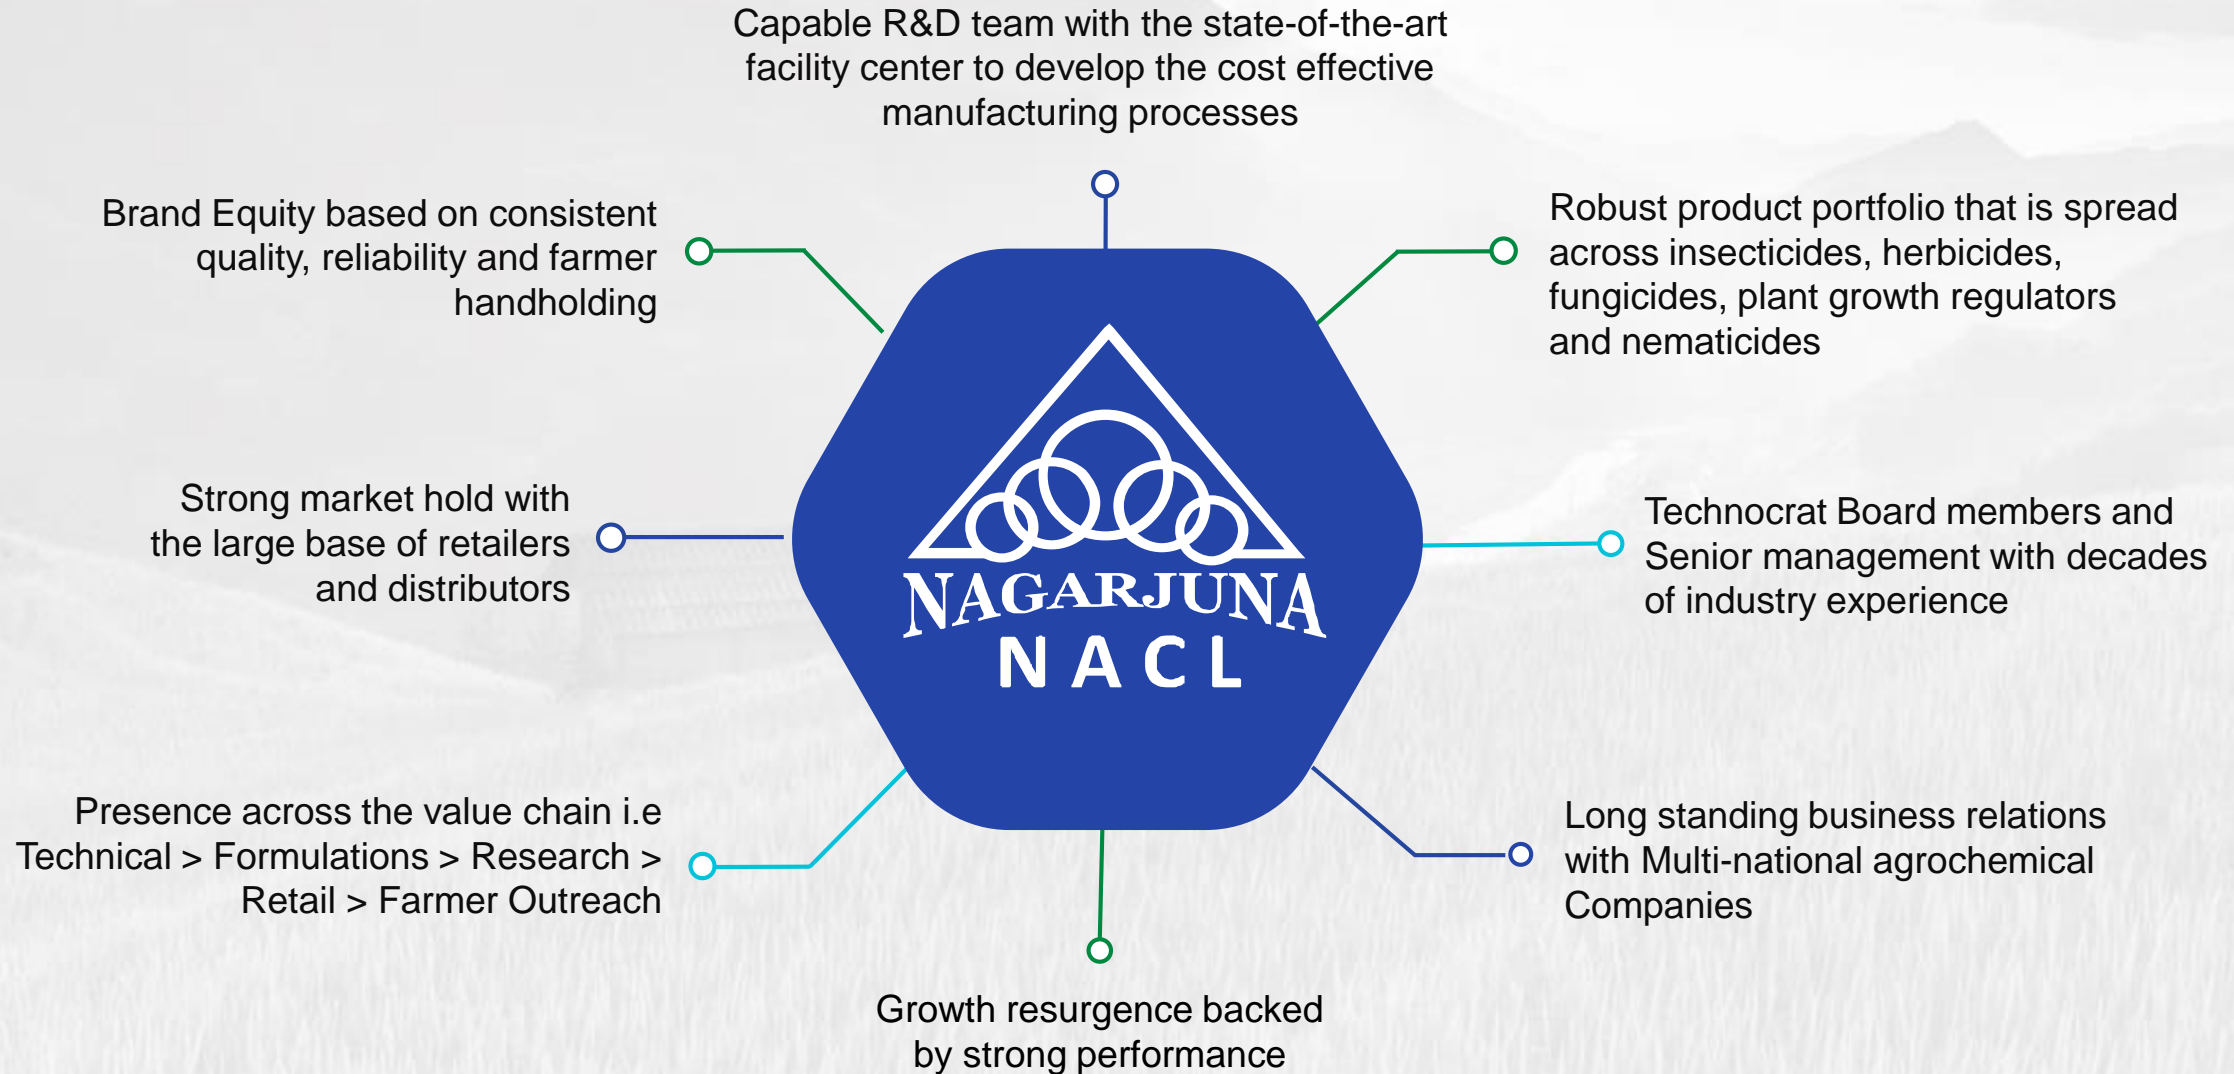 Capable R&D team with the state-of-the-art
facility center to develop the cost effective
manufacturing processes
Brand Equity based on consistent
quality, reliability and farmer
handholding
Robust product portfolio that is spread
across insecticides, herbicides,
fungicides, plant growth regulators
and nematicides
Strong market hold with
the large base of retailers
and distributors
NAGARJUNA
NACL
Technocrat Board members and
Senior management with decades
of industry experience
Presence across the value chain i.e
Technical > Formulations > Research >
Retail > Farmer Outreach
Long standing business relations
with Multi-national agrochemical
Companies
Growth resurgence backed
by strong performance